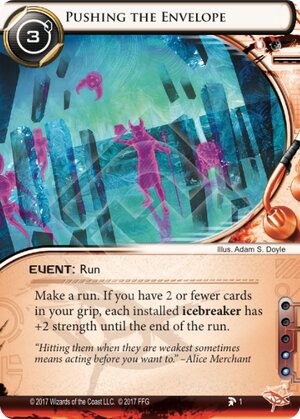 3
PUSHING THE ENVELOPE
Illus. Adam S. Doyle
EVENT: Run
Make a run. If you have 2 or fewer cards
in your grip, each installed icebreaker has
+2 strength until the end of the run.
“Hitting them when they are weakest sometimes
means acting before you want to.” –Alice Merchant
© 2017 Wizards of the Coast LLC. © 2017 FFG
1